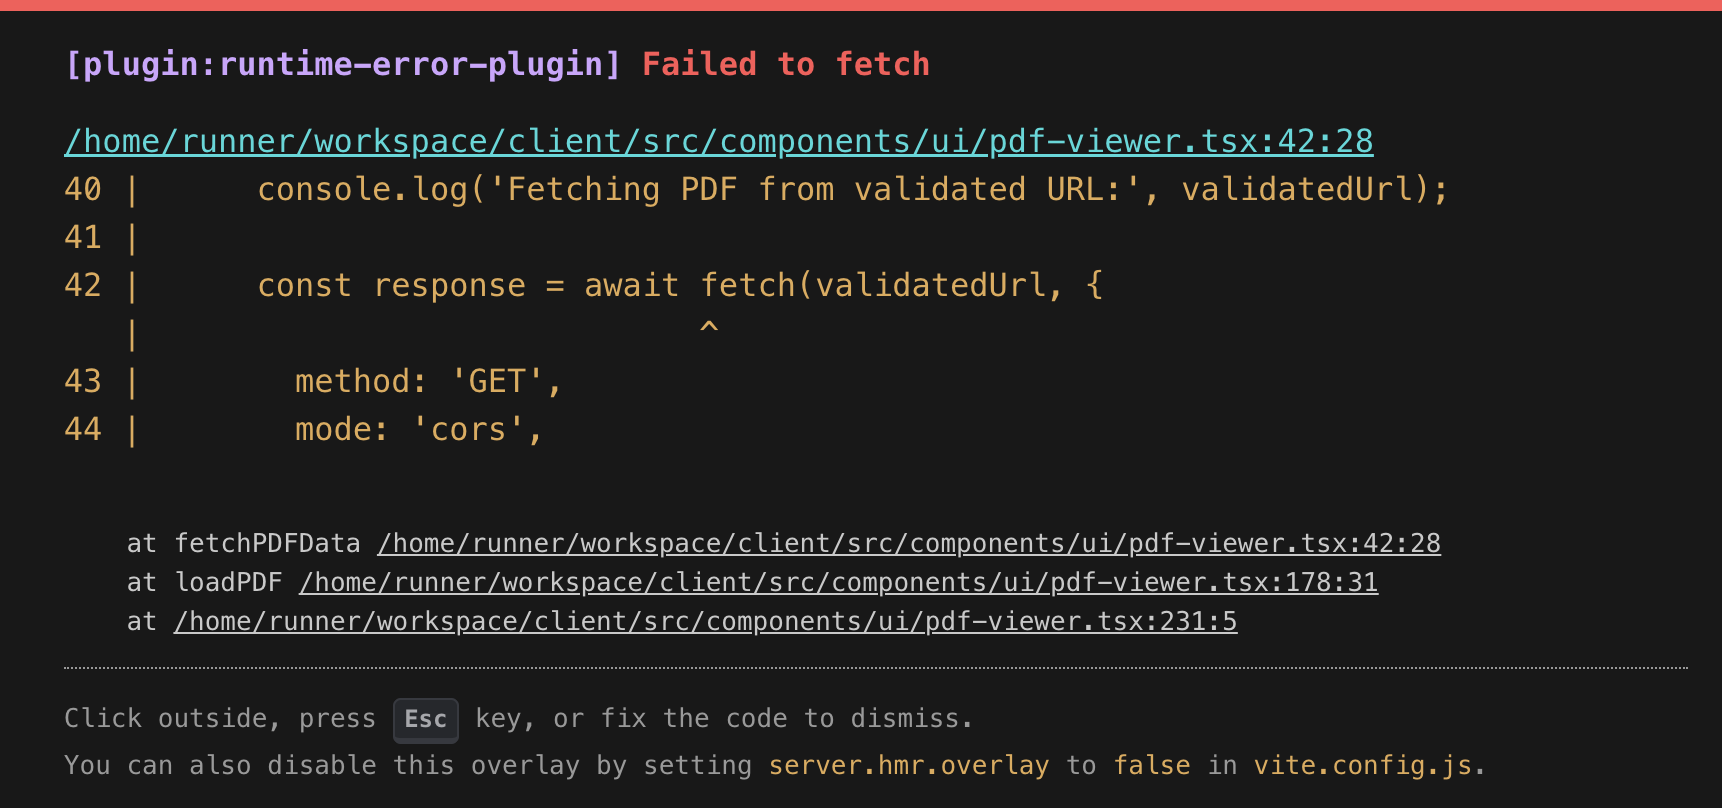 [plugin:runtime-error-plugin] Failed to fetch
/home/runner/workspace/client/src/components/ui/pdf-viewer.tsx:42:28
40 |      console.log('Fetching PDF from validated URL:', validatedUrl);
41 |
42 |      const response = await fetch(validatedUrl, {
   |                             ^
43 |        method: 'GET',
44 |        mode: 'cors',
    at fetchPDFData /home/runner/workspace/client/src/components/ui/pdf-viewer.tsx:42:28
    at loadPDF /home/runner/workspace/client/src/components/ui/pdf-viewer.tsx:178:31
    at /home/runner/workspace/client/src/components/ui/pdf-viewer.tsx:231:5
Click outside, press Esc key, or fix the code to dismiss.
You can also disable this overlay by setting server.hmr.overlay to false in vite.config.js.